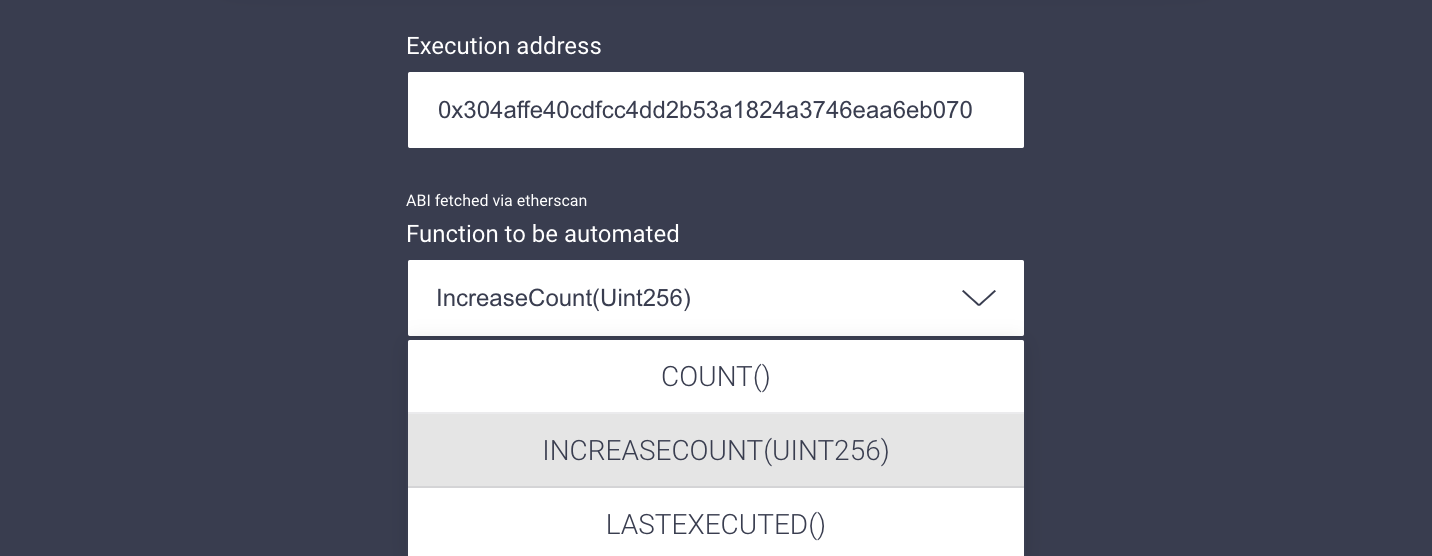 Execution address
0x304affe40cdfcc4dd2b53a1824a3746eaa6eb070
ABI fetched via etherscan
Function to be automated
IncreaseCount(Uint256)
COUNT()
INCREASECOUNT(UINT256)
LASTEXECUTED()